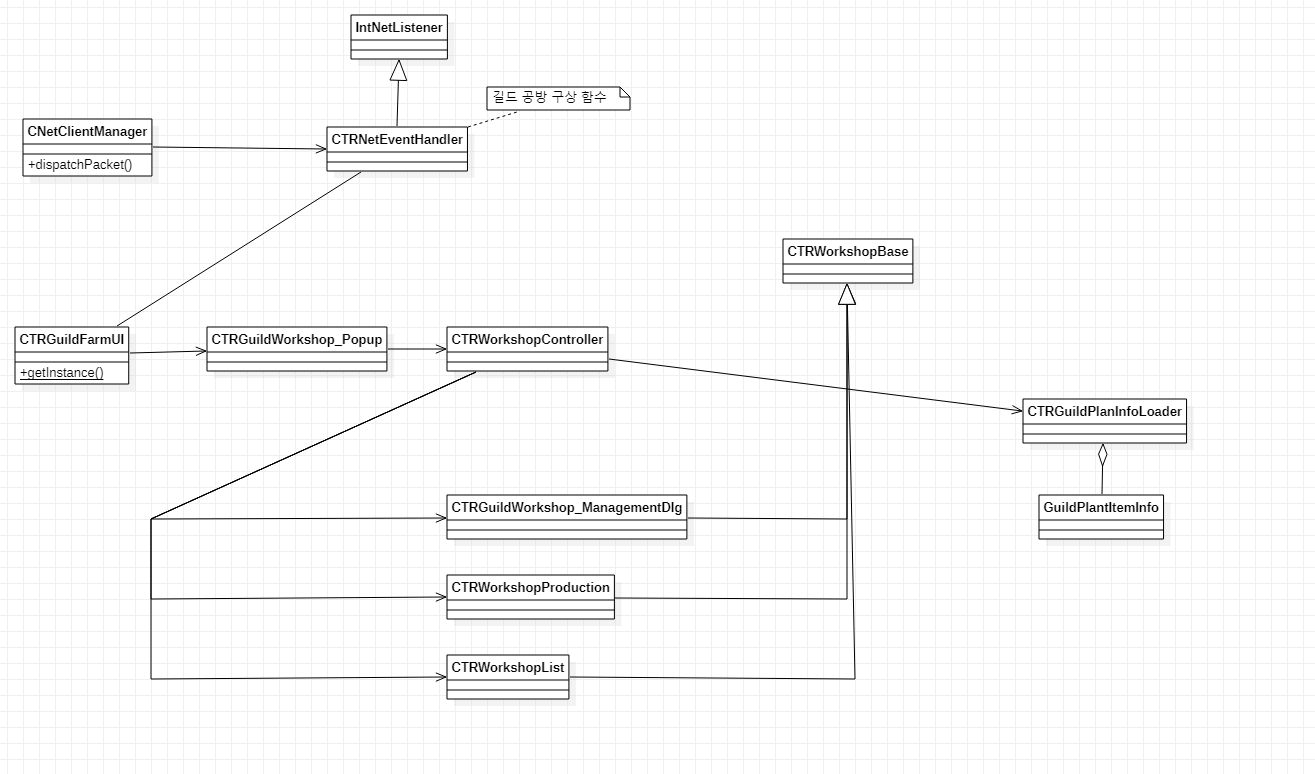 IntNetListener
길드 공방 구상 함수
CNetClientManager
+dispatchPacket()
CTRNetEventHandler
CTRWorkshopBase
CTRGuildFarmUI
+getInstance()
CTRGuildWorkshop_Popup
CTRWorkshopController
CTRGuildPlanInfoLoader
CTRGuildWorkshop_ManagementDlg
GuildPlantItemInfo
CTRWorkshopProduction
CTRWorkshopList